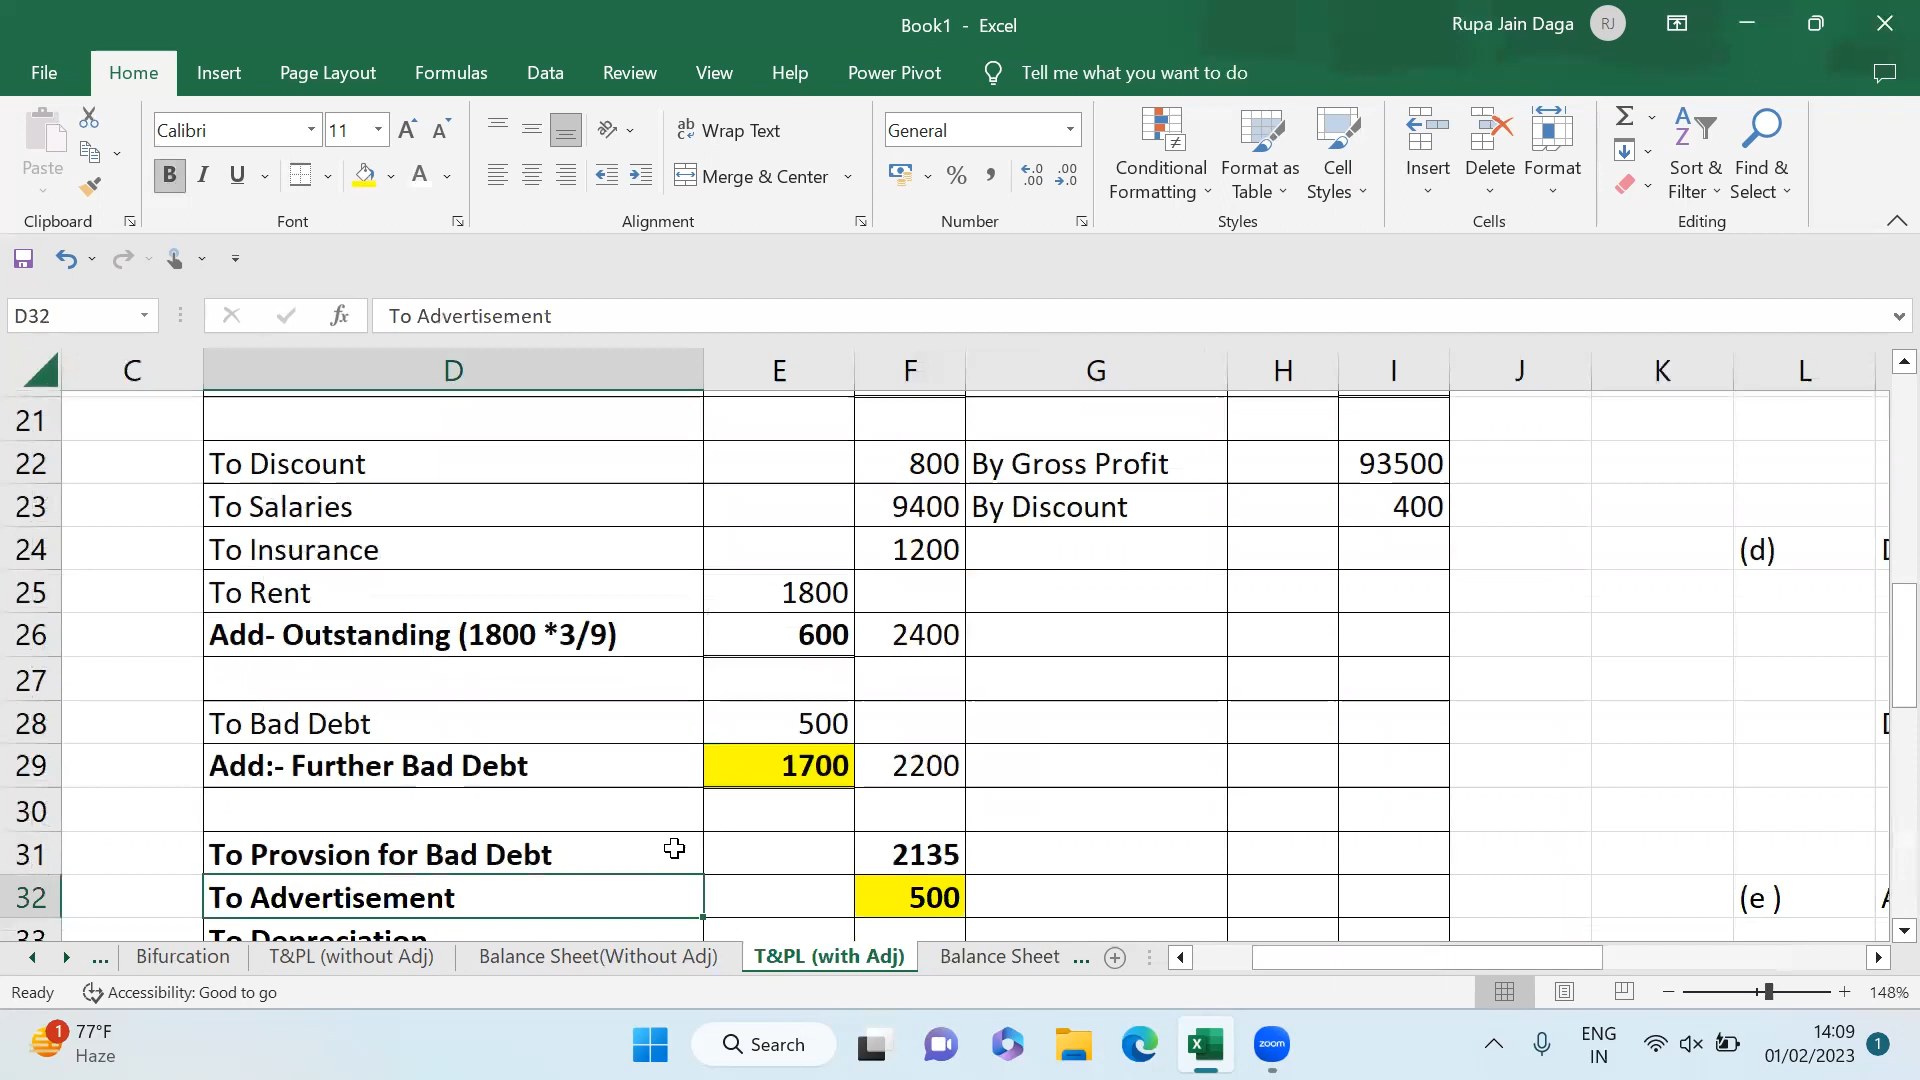 Book1 - Excel
Rupa Jain Daga RJ
File Home Insert Page Layout Formulas Data Review View Help Power Pivot Tell me what you want to do
Paste
Clipboard
Calibri 11
B I U
Font
Wrap Text
Merge & Center
Alignment
General
Number
Conditional Formatting
Format as Table
Cell Styles
Styles
Insert Delete Format
Cells
Sort & Filter
Find & Select
Editing
D32 fx To Advertisement
C D E F G H I J K L
21
22 To Discount 800 By Gross Profit 93500
23 To Salaries 9400 By Discount 400
24 To Insurance 1200 (d)
25 To Rent 1800
26 Add- Outstanding (1800 *3/9) 600 2400
27
28 To Bad Debt 500
29 Add:- Further Bad Debt 1700 2200
30
31 To Provsion for Bad Debt 2135
32 To Advertisement 500 (e )
33 To Depreciation
... Bifurcation T&PL (without Adj) Balance Sheet(Without Adj) T&PL (with Adj) Balance Sheet ...
Ready Accessibility: Good to go 148%
1 77°F
Haze
Search
zoom
ENG
IN
14:09
01/02/2023
1